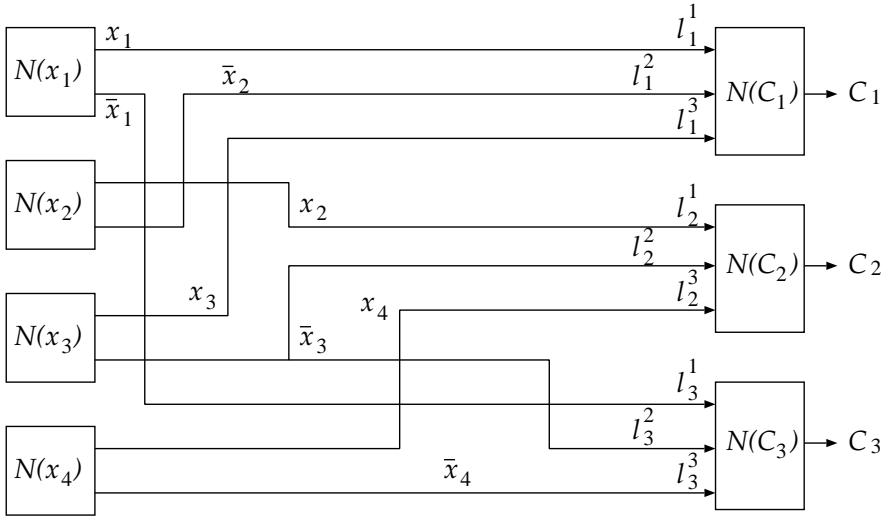 x₁ l₁¹
N(x₁) x̄₂ l₁² N(C₁) C₁
x̄₁ l₁³
N(x₂) x₂ l₂¹
l₂² N(C₂) C₂
x₃ x₄ l₂³
N(x₃) x̄₃
l₃¹
l₃² N(C₃) C₃
N(x₄) x̄₄ l₃³